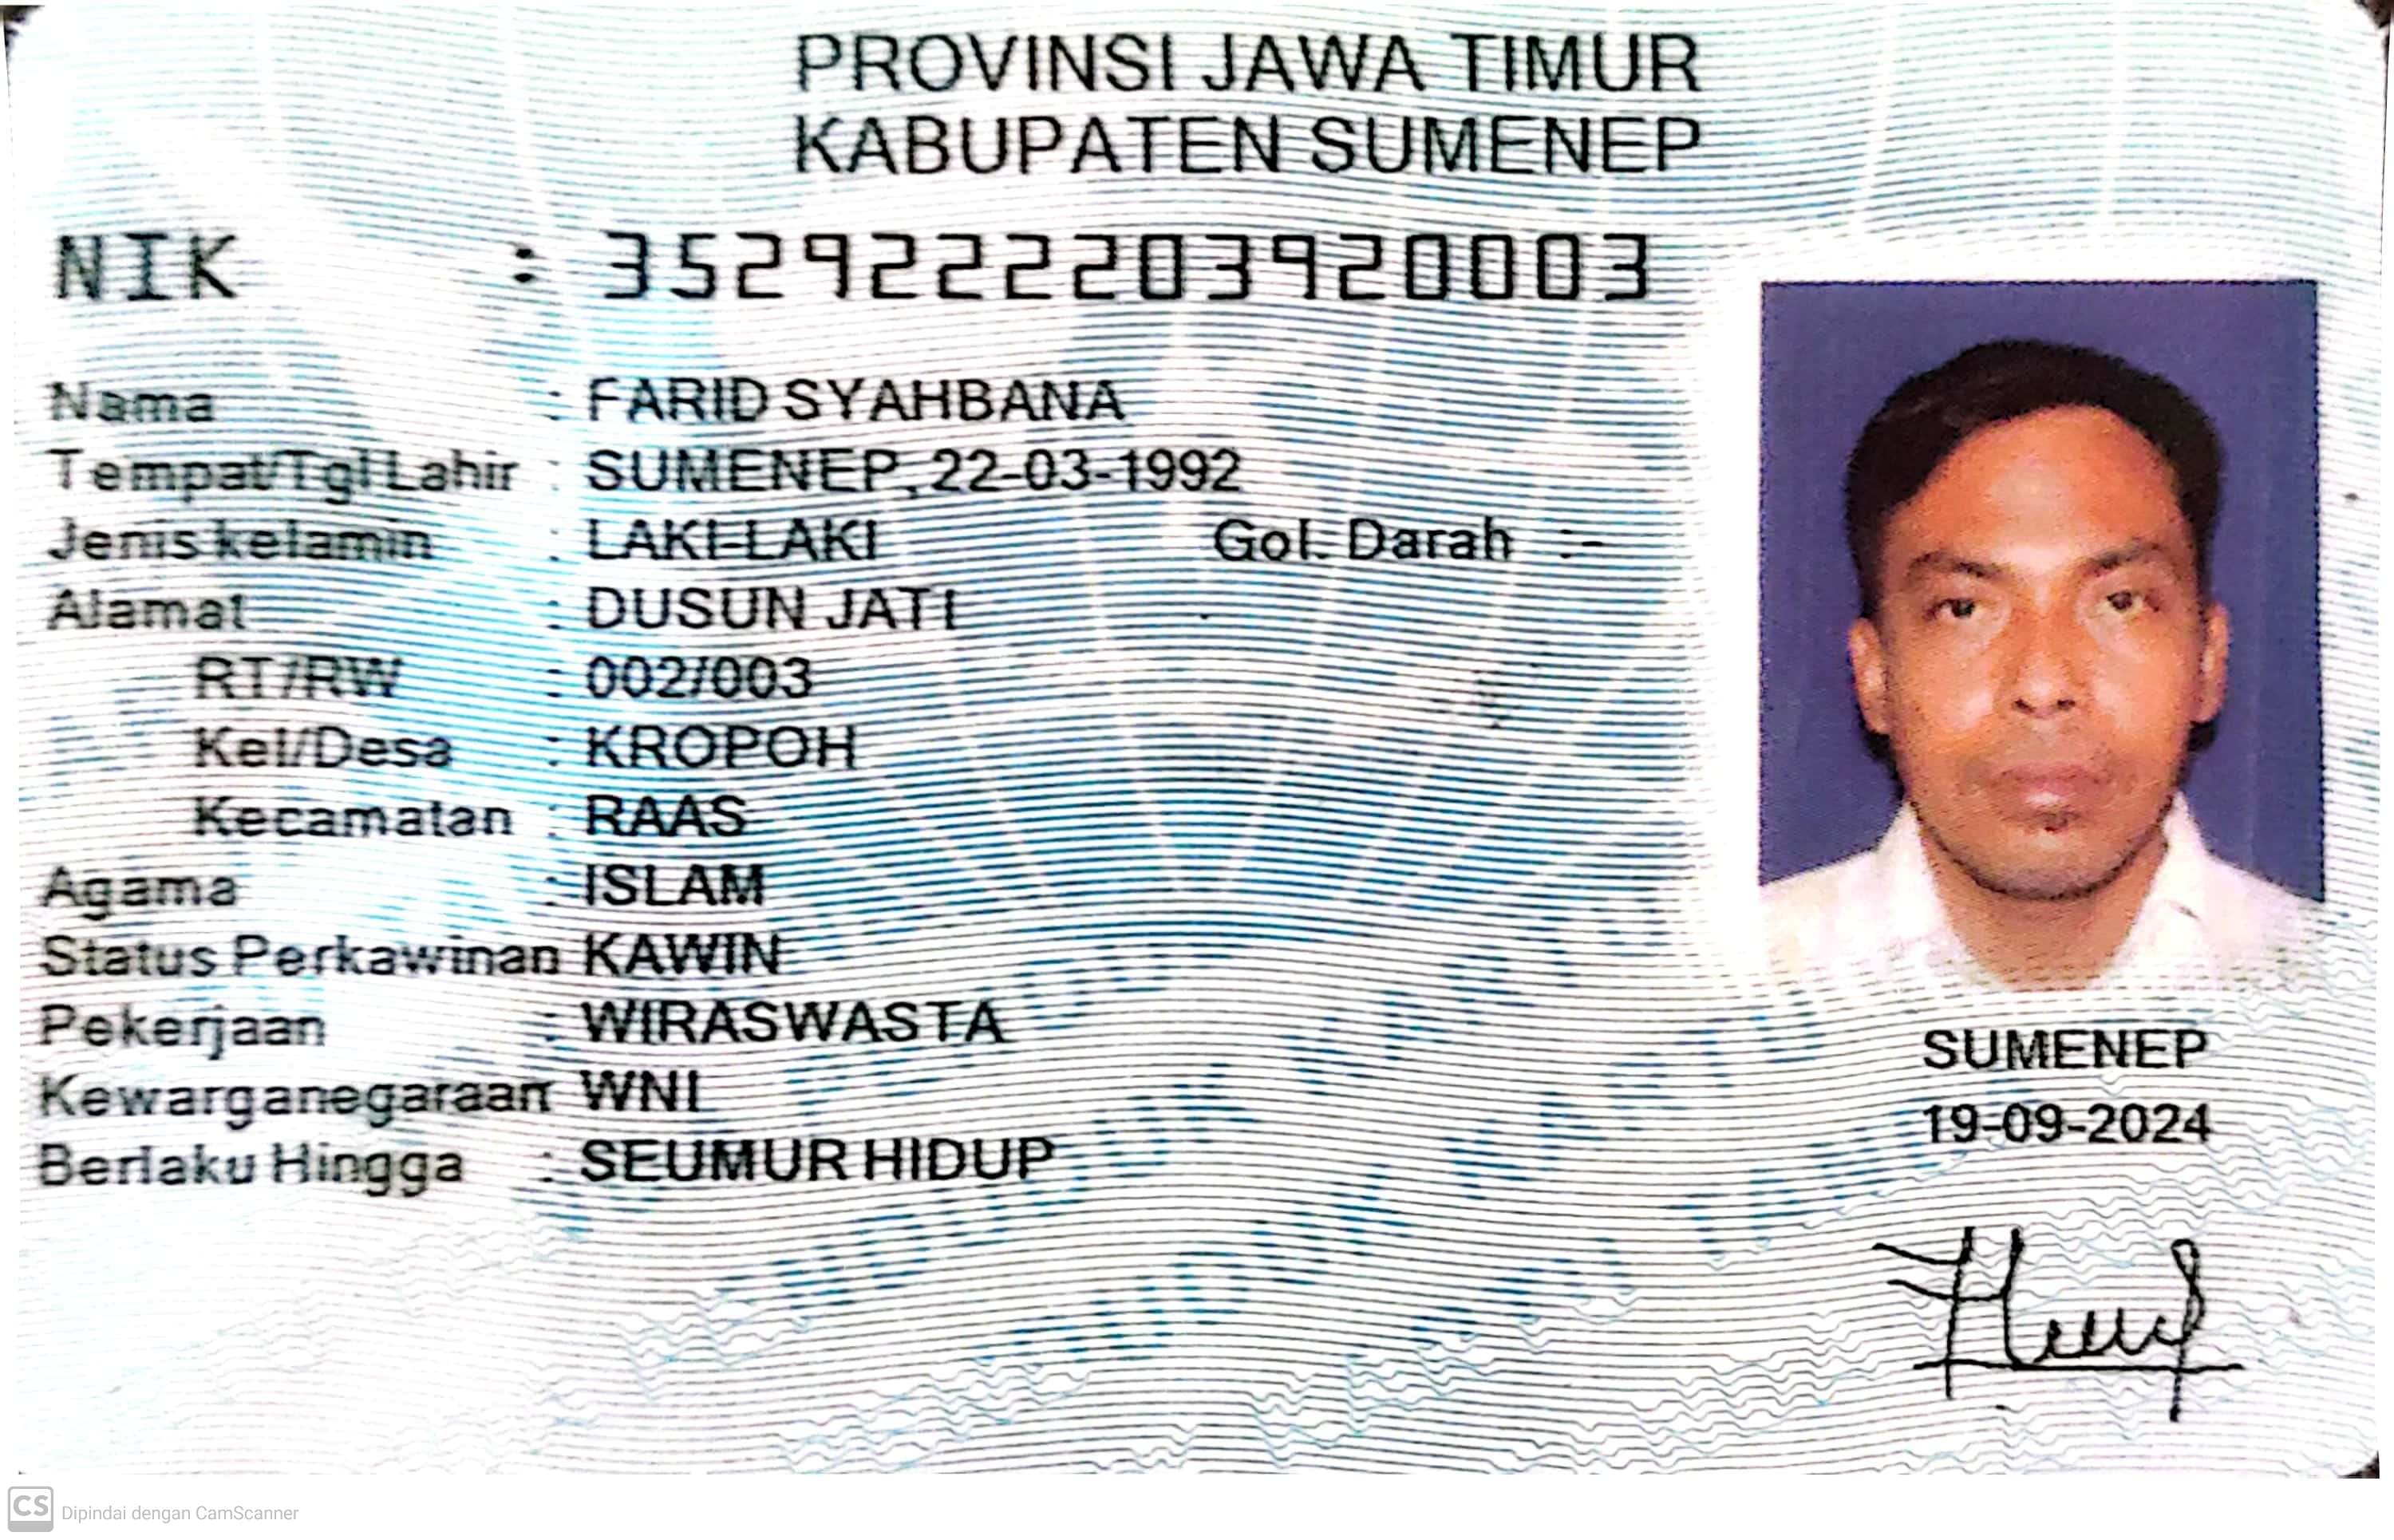 PROVINSI JAWA TIMUR
KABUPATEN SUMENEP
NIK : 3529222203920003
Nama : FARID SYAHBANA
Tempat/Tgl Lahir : SUMENEP, 22-03-1992
Jenis kelamin : LAKI-LAKI Gol. Darah : -
Alamat : DUSUN JATI
RT/RW : 002/003
Kel/Desa : KROPOH
Kecamatan : RAAS
Agama : ISLAM
Status Perkawinan KAWIN
Pekerjaan : WIRASWASTA
Kewarganegaraan WNI
Berlaku Hingga : SEUMUR HIDUP
SUMENEP
19-09-2024
CS Dipindai dengan CamScanner